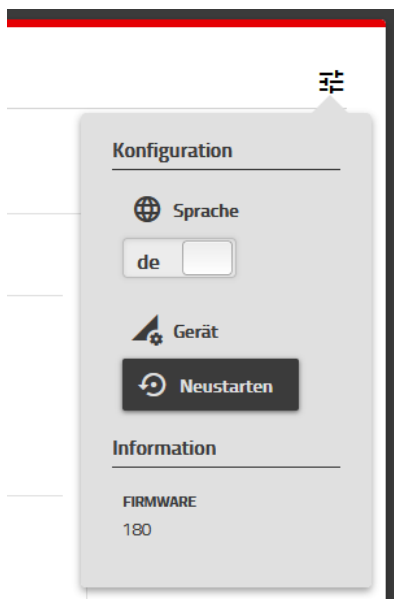 Konfiguration
Sprache
de
Gerät
Neustarten
Information
FIRMWARE
180